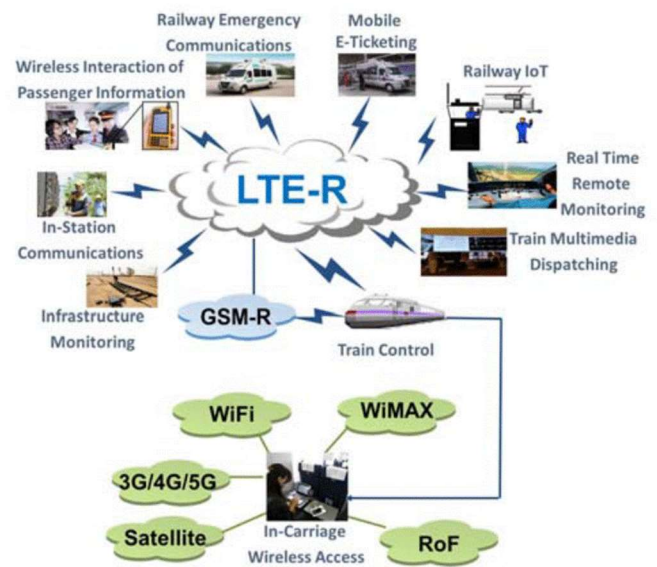 Railway Emergency
Communications
Mobile
E-Ticketing
Wireless Interaction of
Passenger Information
Railway IoT
LTE-R
Real Time
Remote
Monitoring
In-Station
Communications
Train Multimedia
Dispatching
Infrastructure
Monitoring
GSM-R
Train Control
WiFi
WiMAX
3G/4G/5G
Satellite
In-Carriage
Wireless Access
RoF